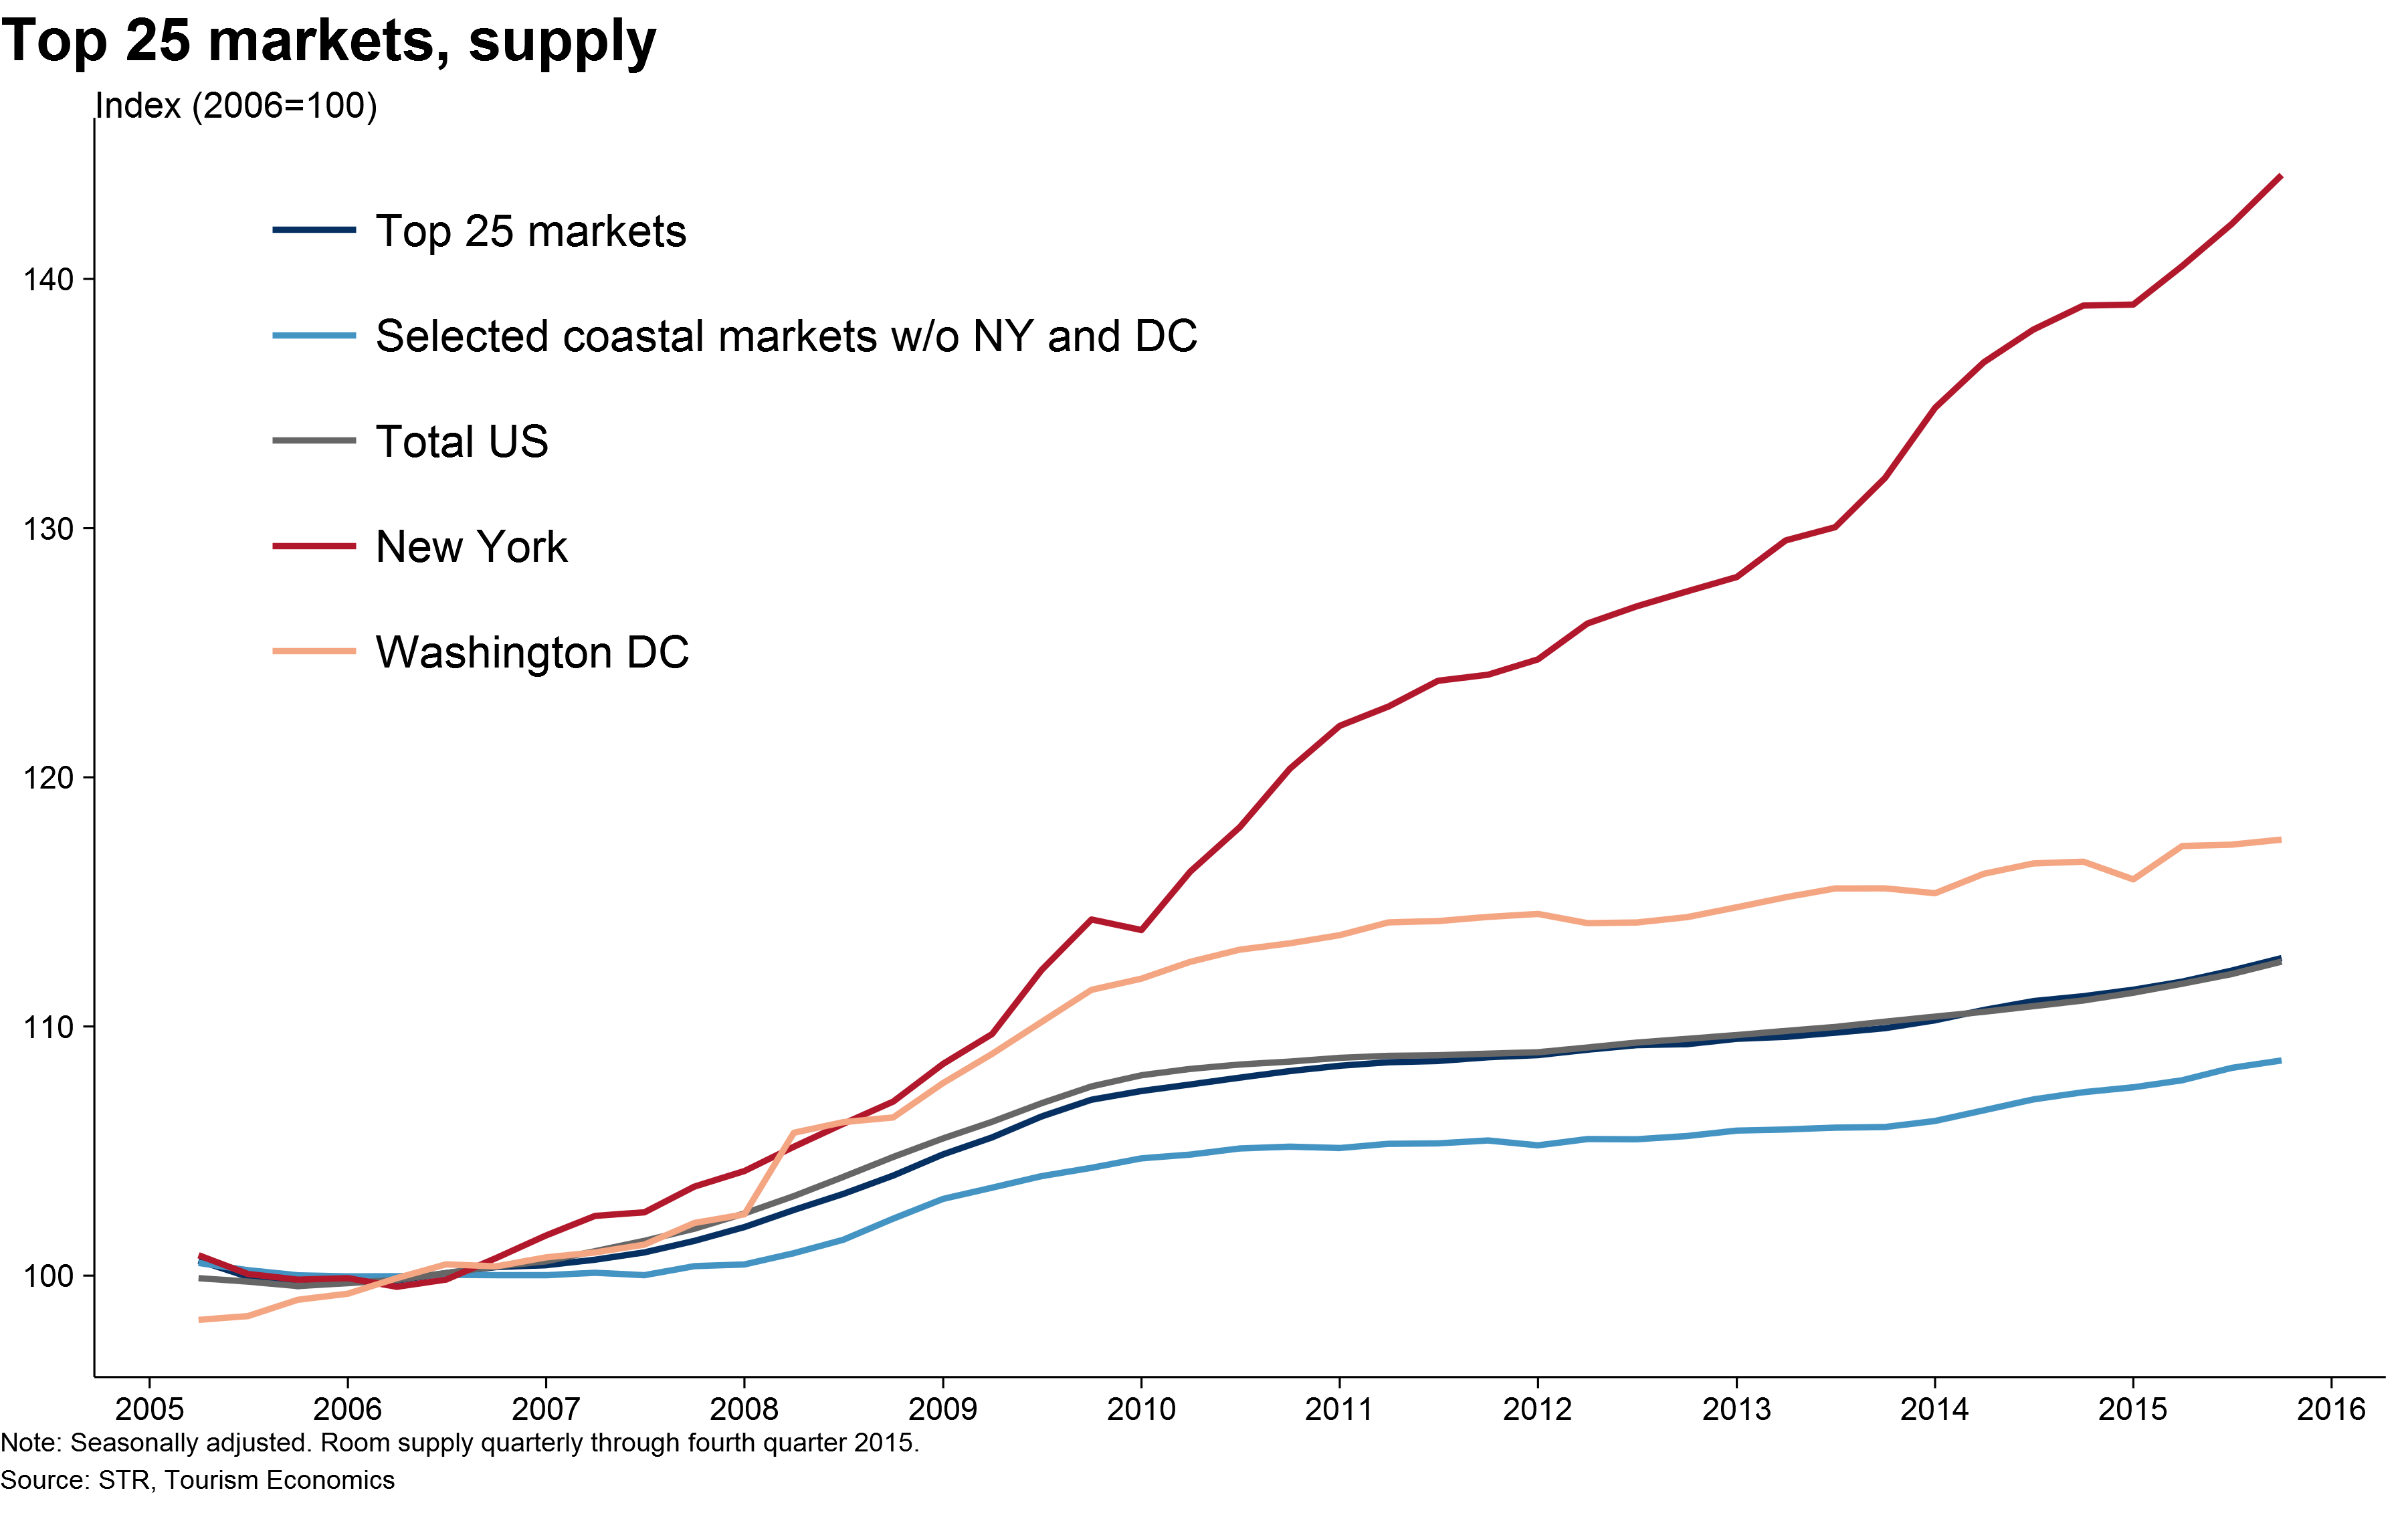 Top 25 markets, supply
Index (2006=100)
Top 25 markets
Selected coastal markets w/o NY and DC
Total US
New York
Washington DC
140
130
120
110
100
2005 2006 2007 2008 2009 2010 2011 2012 2013 2014 2015 2016
Note: Seasonally adjusted. Room supply quarterly through fourth quarter 2015.
Source: STR, Tourism Economics